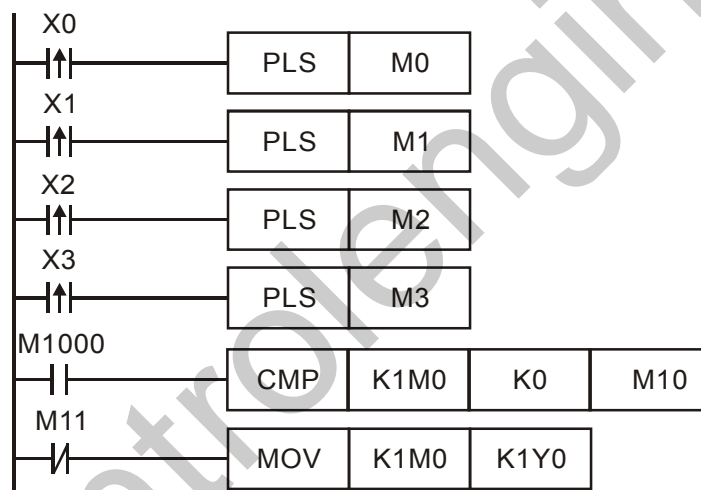 X0
PLS M0
X1
PLS M1
X2
PLS M2
X3
PLS M3
M1000
CMP K1M0 K0 M10
M11
MOV K1M0 K1Y0